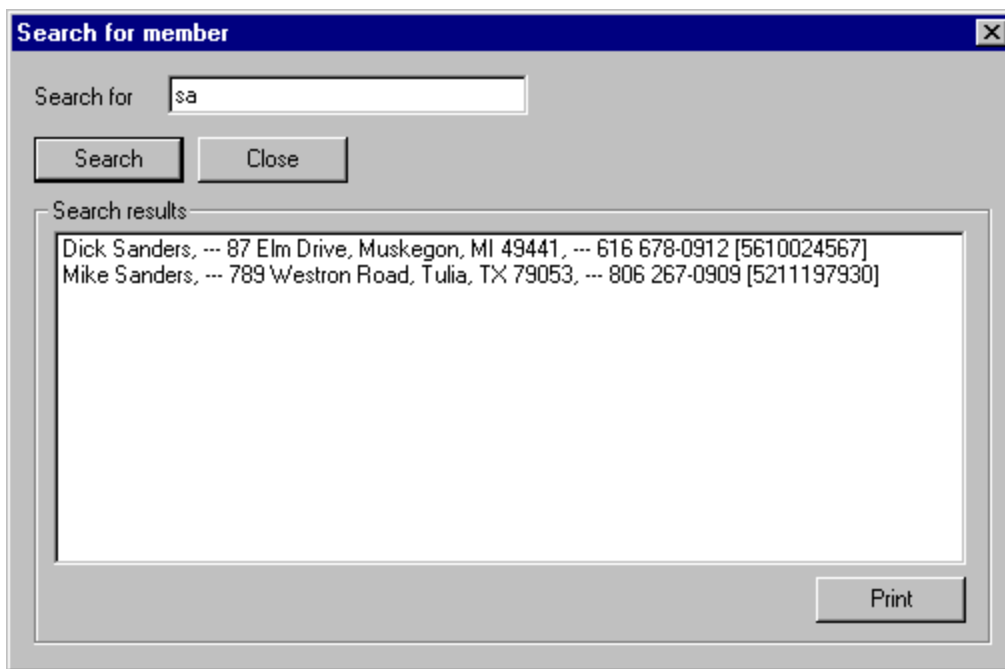 Search for member
Search for sa
Search Close
Search results
Dick Sanders, --- 87 Elm Drive, Muskegon, MI 49441, --- 616 678-0912 [5610024567]
Mike Sanders, --- 789 Westron Road, Tulia, TX 79053, --- 806 267-0909 [5211197930]
Print